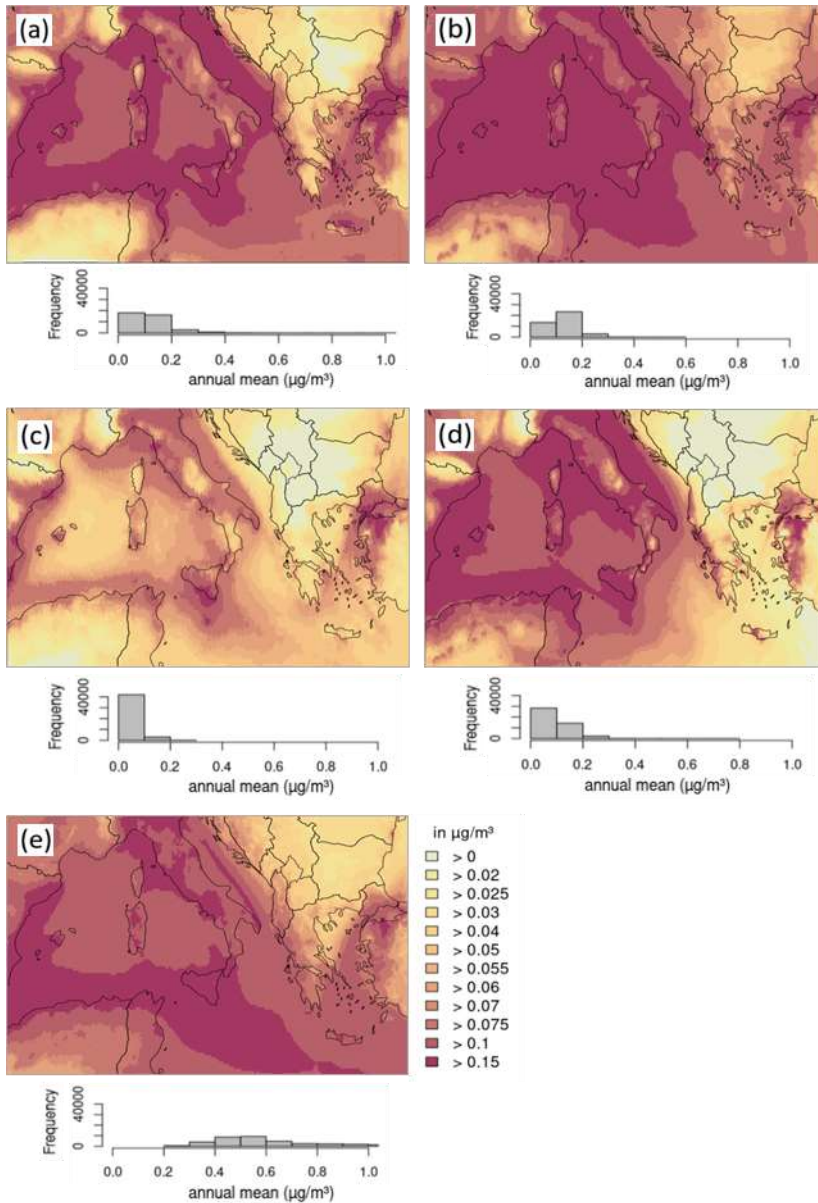 (a)
(b)
Frequency
0 40000
0.0 0.2 0.4 0.6 0.8 1.0
annual mean (µg/m³)
Frequency
0 40000
0.0 0.2 0.4 0.6 0.8 1.0
annual mean (µg/m³)
(c)
(d)
Frequency
0 40000
0.0 0.2 0.4 0.6 0.8 1.0
annual mean (µg/m³)
Frequency
0 40000
0.0 0.2 0.4 0.6 0.8 1.0
annual mean (µg/m³)
(e)
in µg/m³
> 0
> 0.02
> 0.025
> 0.03
> 0.04
> 0.05
> 0.055
> 0.06
> 0.07
> 0.075
> 0.1
> 0.15
Frequency
0 40000
0.0 0.2 0.4 0.6 0.8 1.0
annual mean (µg/m³)